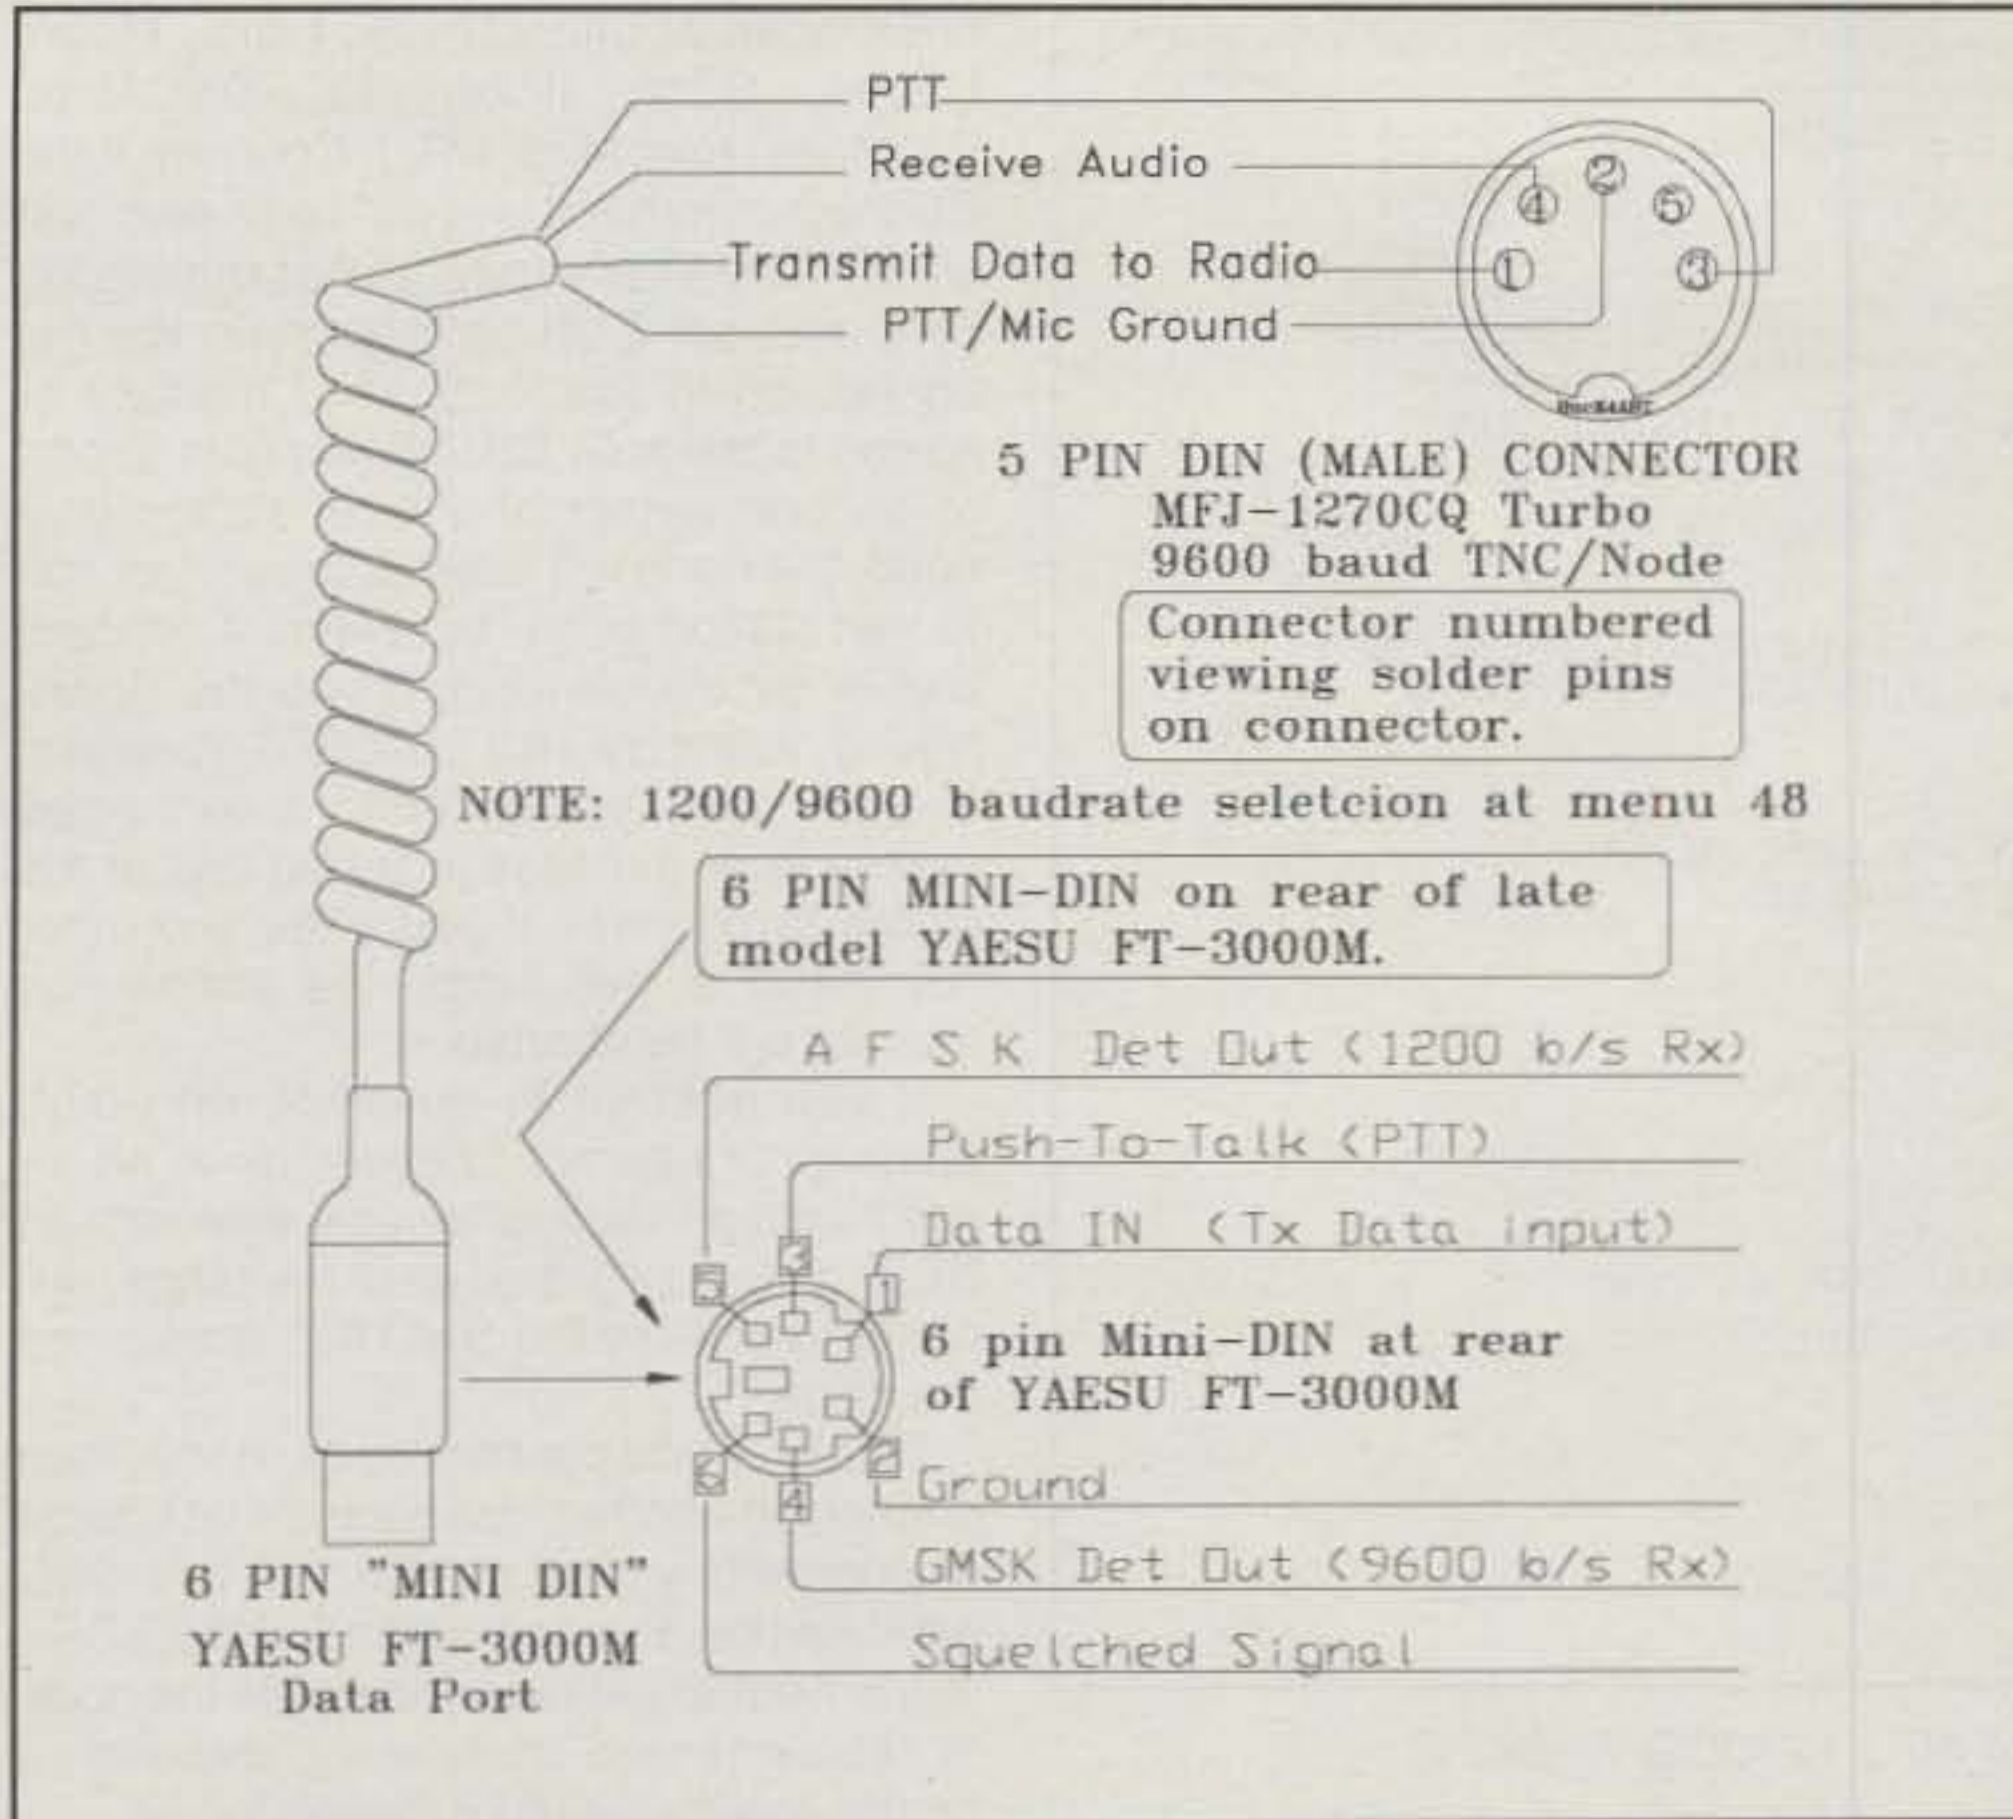 PTT
Receive Audio
Transmit Data to Radio
PTT/Mic Ground
4
2
5
1
3
5 PIN DIN (MALE) CONNECTOR
MFJ-1270CQ Turbo
9600 baud TNC/Node
Connector numbered
viewing solder pins
on connector.
NOTE: 1200/9600 baudrate seletcion at menu 48
6 PIN MINI-DIN on rear of late
model YAESU FT-3000M.
A F S K Det Out (1200 b/s Rx)
Push-To-Talk (PTT)
Data IN (Tx Data input)
5
3
1
6 pin Mini-DIN at rear
of YAESU FT-3000M
6
4
2
Ground
GMSK Det Out (9600 b/s Rx)
Squelched Signal
6 PIN "MINI DIN"
YAESU FT-3000M
Data Port